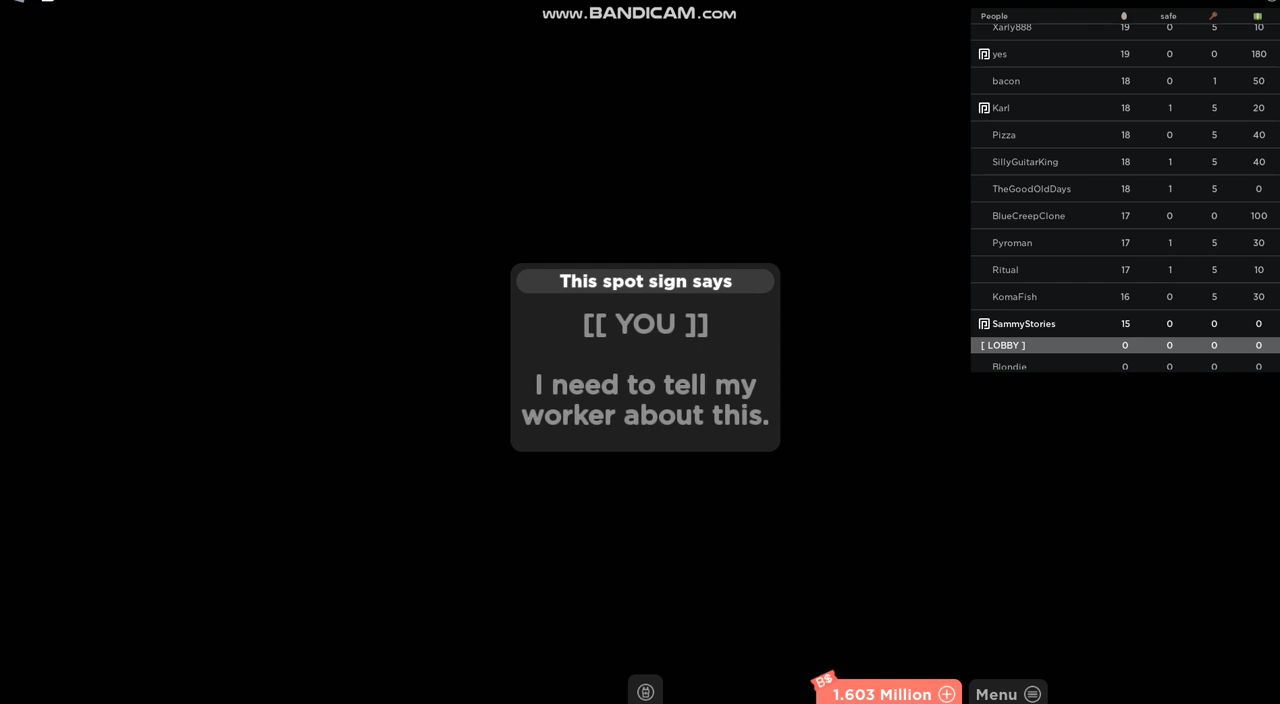 www.BANDICAM.com
People safe
Xarly888 19 0 5 10
yes 19 0 0 180
bacon 18 0 1 50
Karl 18 1 5 20
Pizza 18 0 5 40
SillyGuitarKing 18 1 5 40
TheGoodOldDays 18 1 5 0
BlueCreepClone 17 0 0 100
Pyroman 17 1 5 30
Ritual 17 1 5 10
KomaFish 16 0 5 30
SammyStories 15 0 0 0
[ LOBBY ] 0 0 0 0
Blondie 0 0 0 0
This spot sign says
[[ YOU ]]
I need to tell my
worker about this.
B$
1.603 Million
Menu